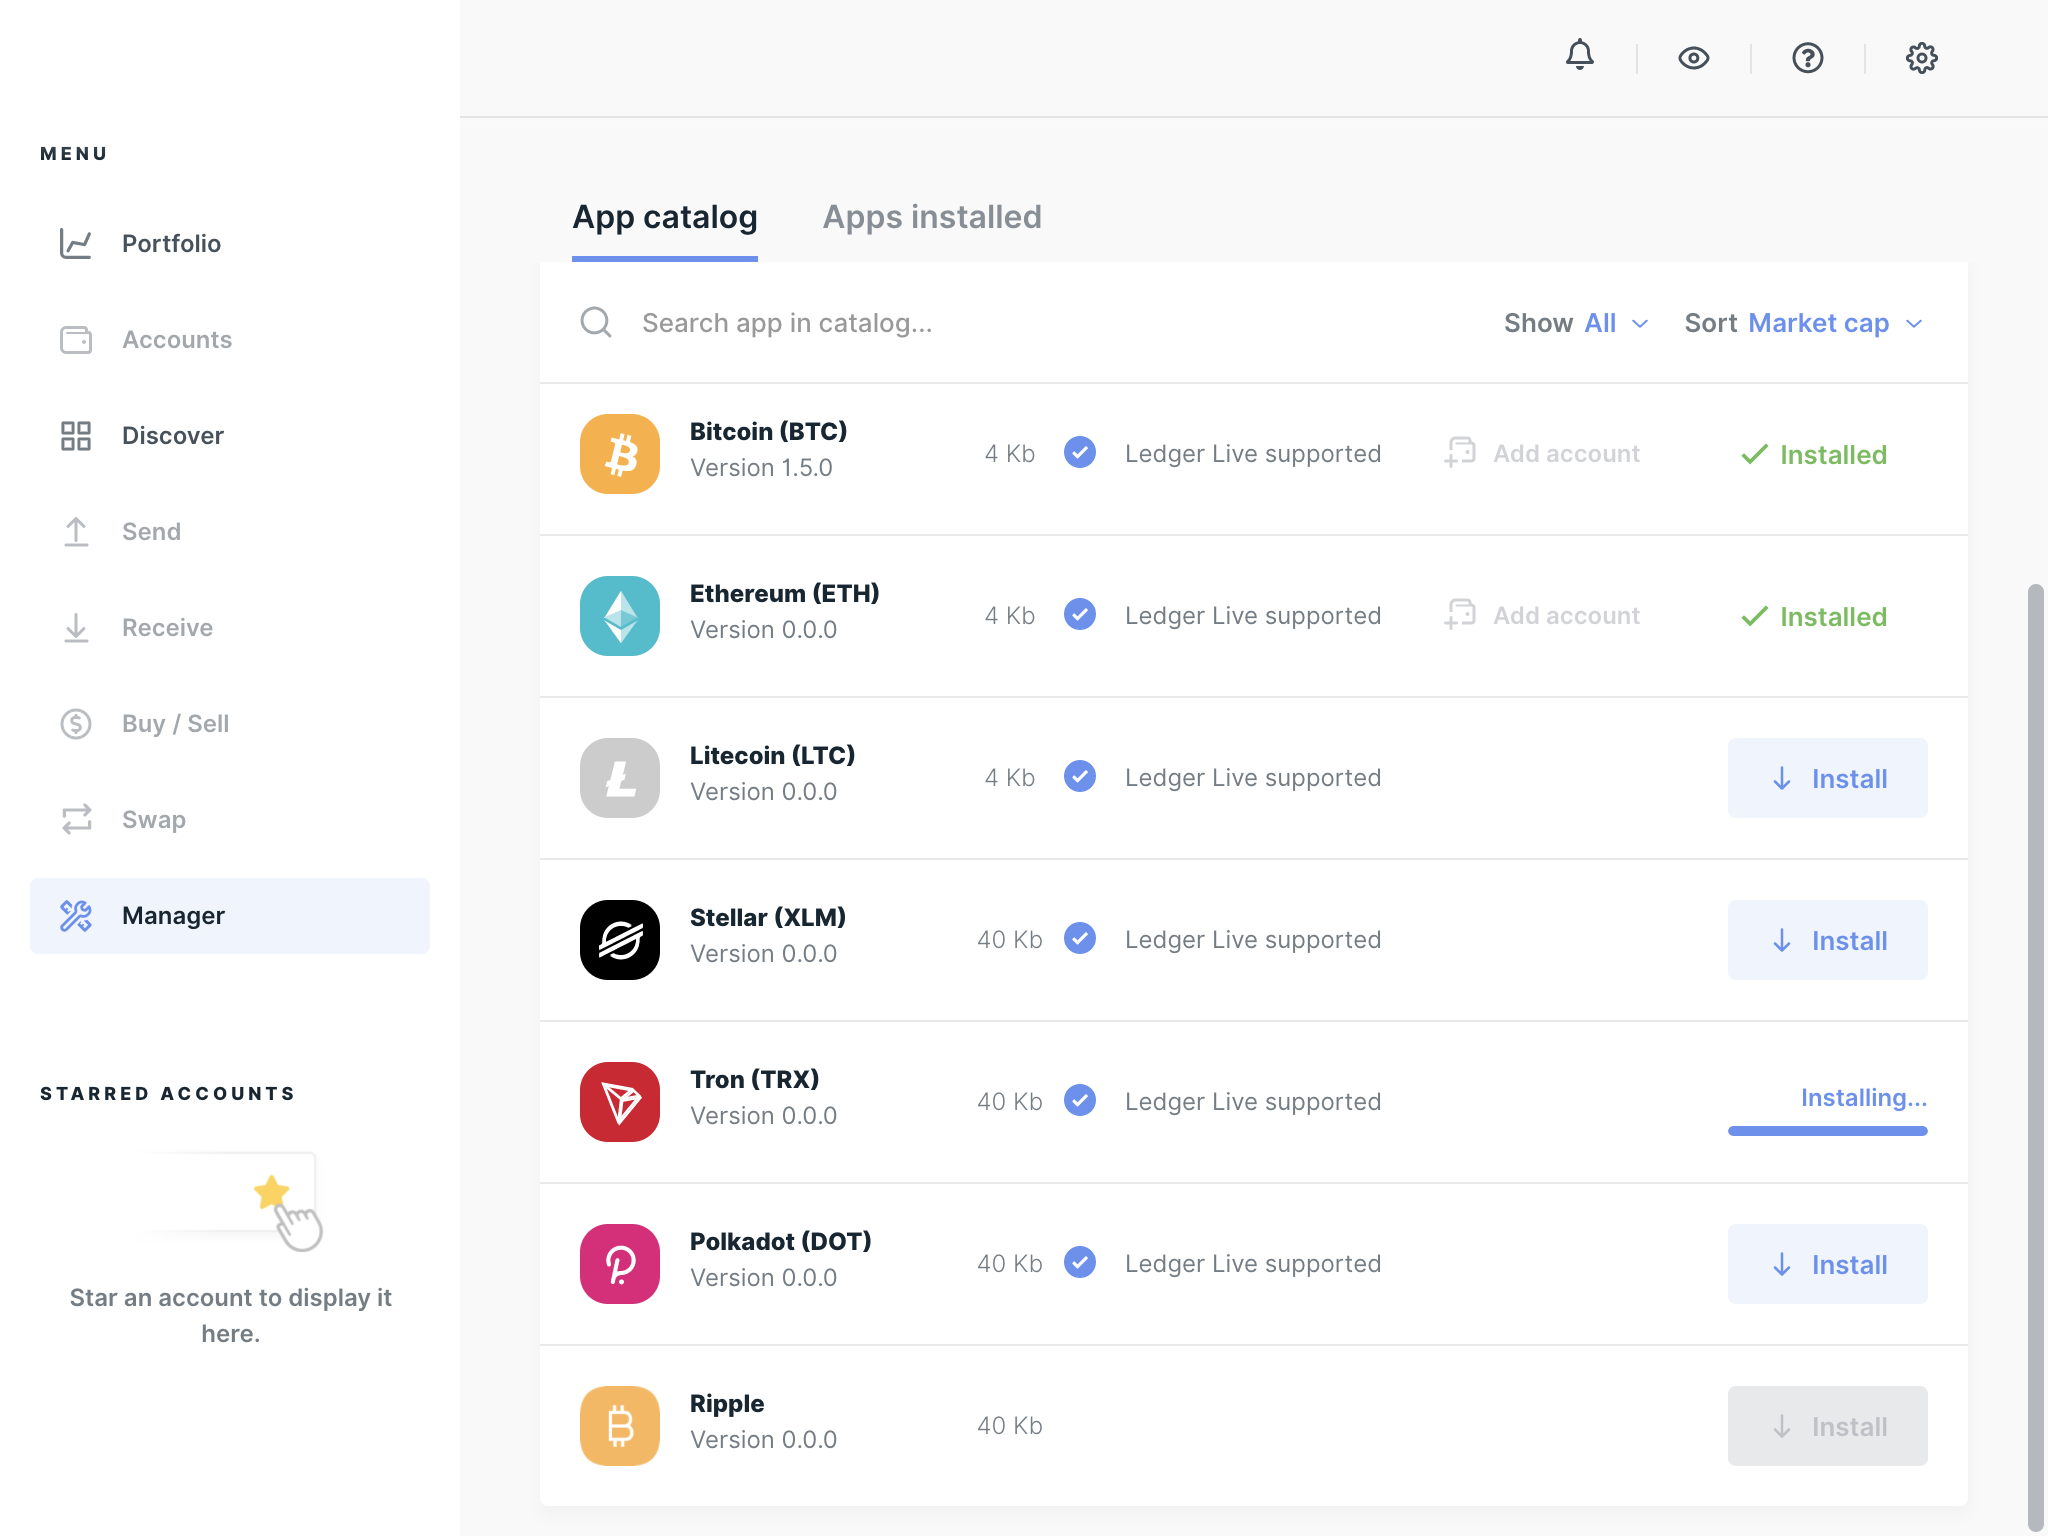 MENU
Portfolio
Accounts
Discover
Send
Receive
Buy / Sell
Swap
Manager
STARRED ACCOUNTS
Star an account to display it
here.
App catalog Apps installed
Search app in catalog... Show All Sort Market cap
Bitcoin (BTC)
Version 1.5.0
4 Kb Ledger Live supported Add account Installed
Ethereum (ETH)
Version 0.0.0
4 Kb Ledger Live supported Add account Installed
Litecoin (LTC)
Version 0.0.0
4 Kb Ledger Live supported Install
Stellar (XLM)
Version 0.0.0
40 Kb Ledger Live supported Install
Tron (TRX)
Version 0.0.0
40 Kb Ledger Live supported Installing...
Polkadot (DOT)
Version 0.0.0
40 Kb Ledger Live supported Install
Ripple
Version 0.0.0
40 Kb Install